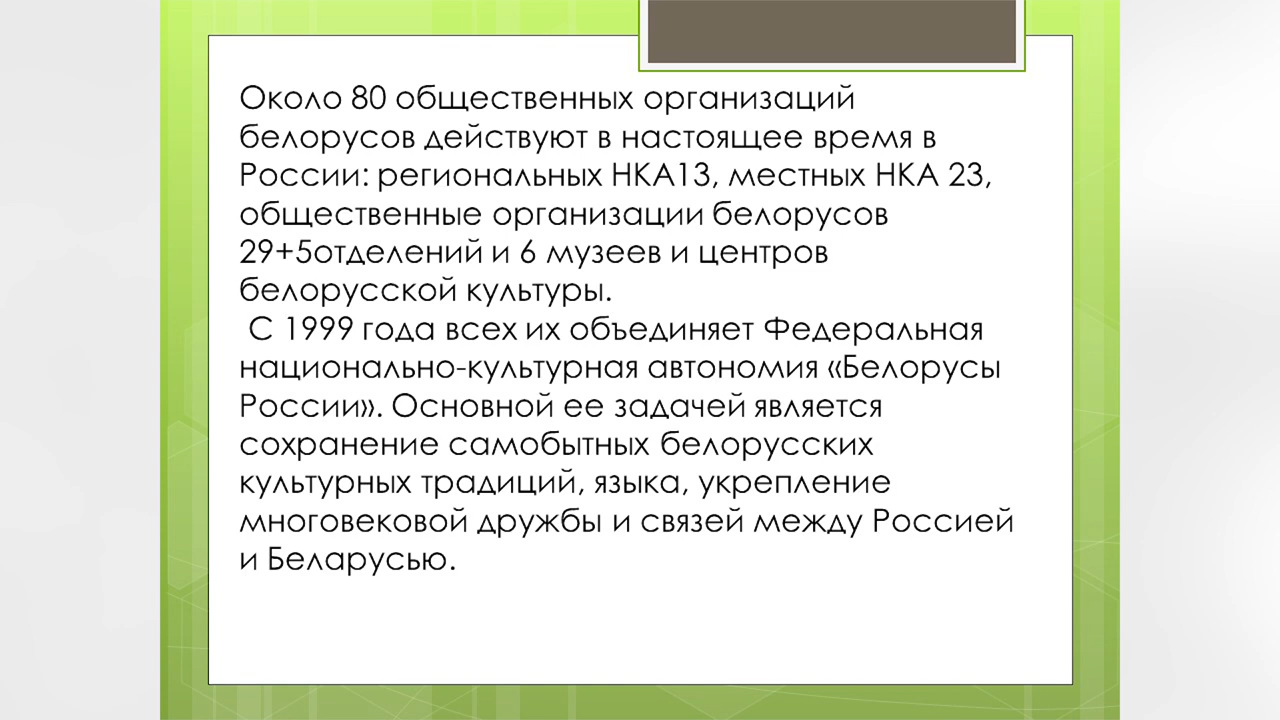 Около 80 общественных организаций
белорусов действуют в настоящее время в
России: региональных НКА13, местных НКА 23,
общественные организации белорусов
29+5отделений и 6 музеев и центров
белорусской культуры.
С 1999 года всех их объединяет Федеральная
национально-культурная автономия «Белорусы
России». Основной ее задачей является
сохранение самобытных белорусских
культурных традиций, языка, укрепление
многовековой дружбы и связей между Россией
и Беларусью.